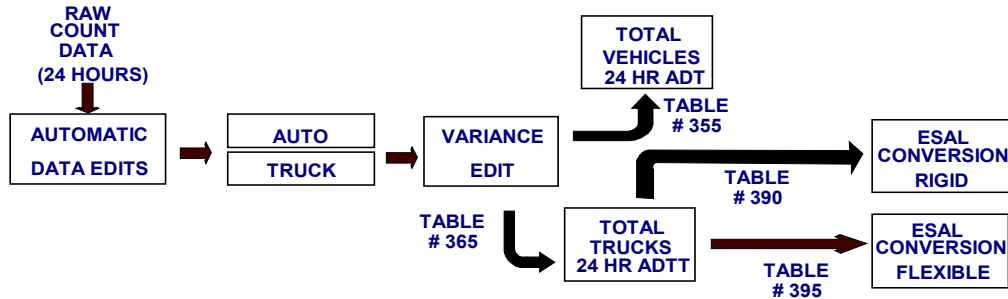 RAW
COUNT
DATA
(24 HOURS)
AUTOMATIC
DATA EDITS
AUTO
TRUCK
VARIANCE
EDIT
TOTAL
VEHICLES
24 HR ADT
TABLE
# 355
TABLE
# 365
TOTAL
TRUCKS
24 HR ADTT
TABLE
# 390
ESAL
CONVERSION
RIGID
TABLE
# 395
ESAL
CONVERSION
FLEXIBLE